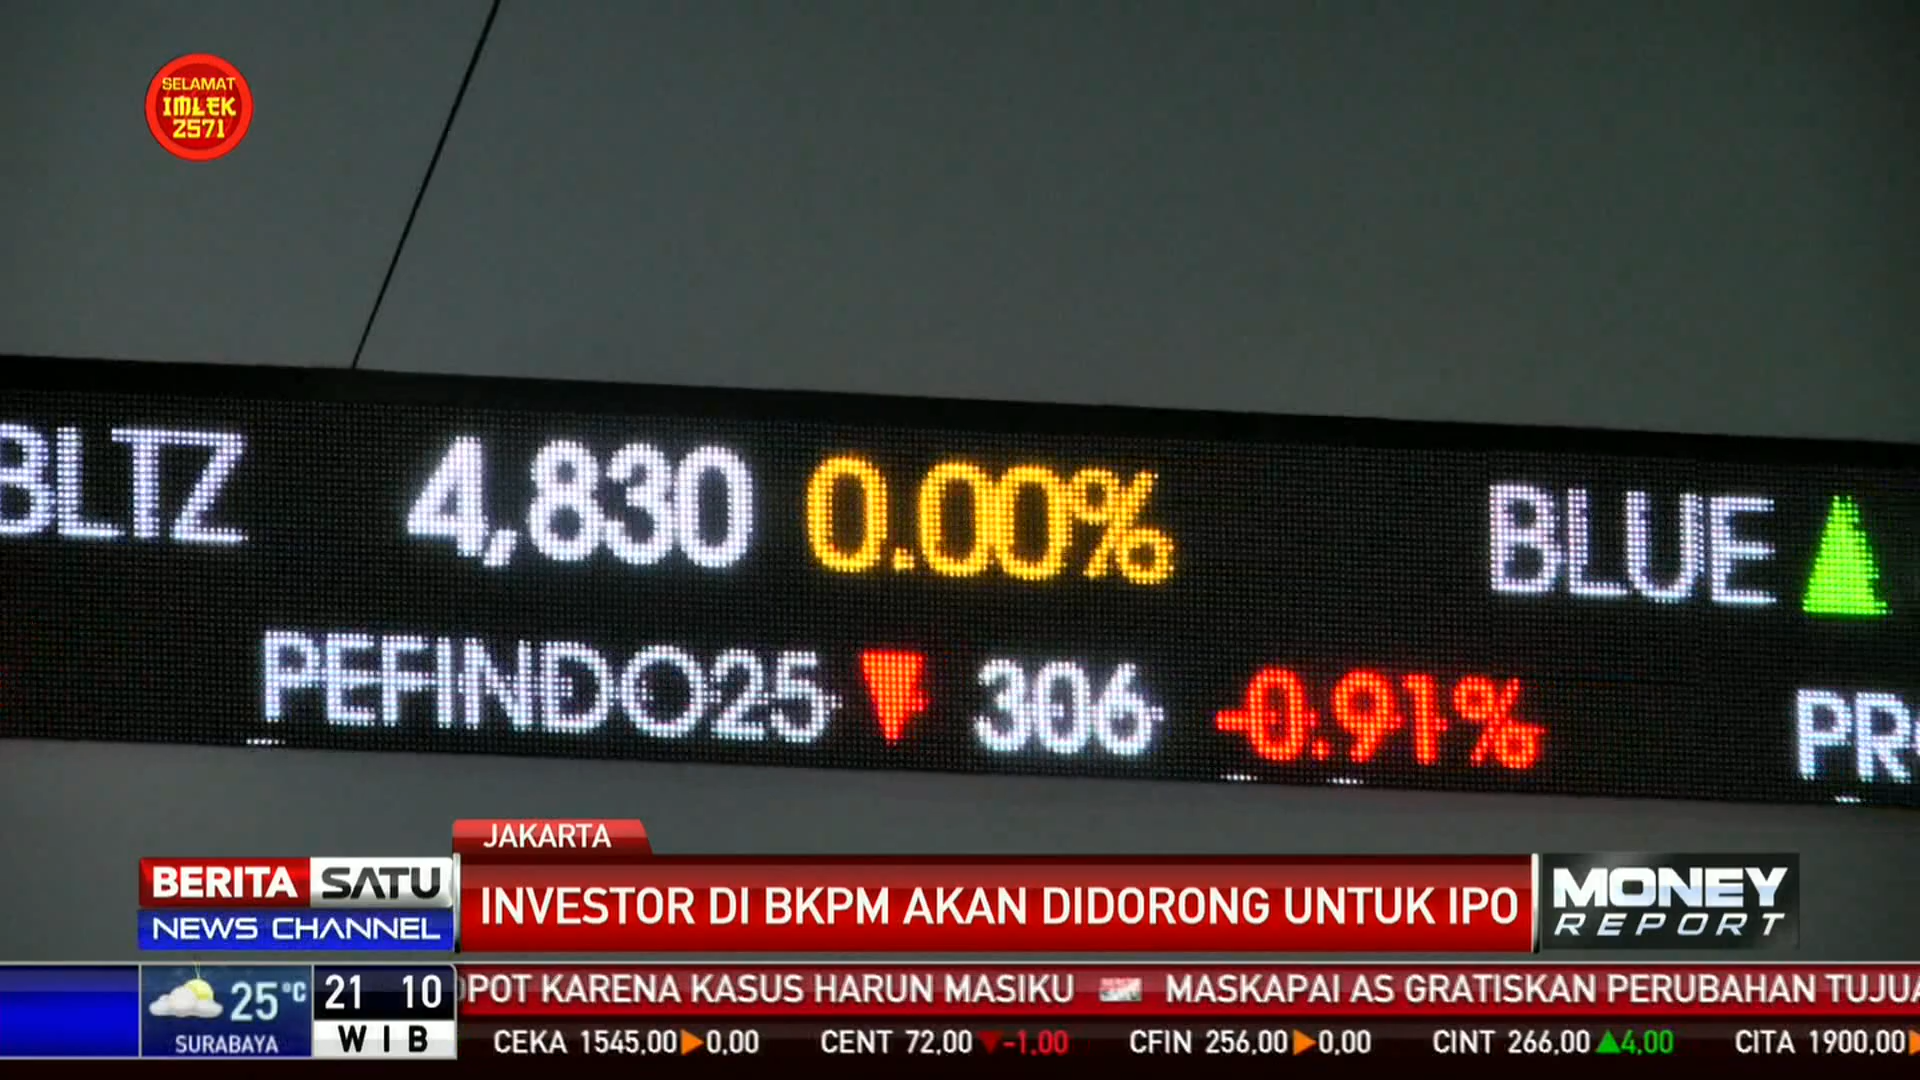 SELAMAT
IMLEK
2571
BLTZ 4,830 0.00% BLUE
PEFINDO25 306 -0.91% PR
JAKARTA
BERITA SATU
NEWS CHANNEL
INVESTOR DI BKPM AKAN DIDORONG UNTUK IPO
MONEY
REPORT
25°C
SURABAYA
21 10
WIB
POT KARENA KASUS HARUN MASIKU MASKAPAI AS GRATISKAN PERUBAHAN TUJUA
CEKA 1545,00 0,00 CENT 72,00 -1,00 CFIN 256,00 0,00 CINT 266,00 4,00 CITA 1900,00